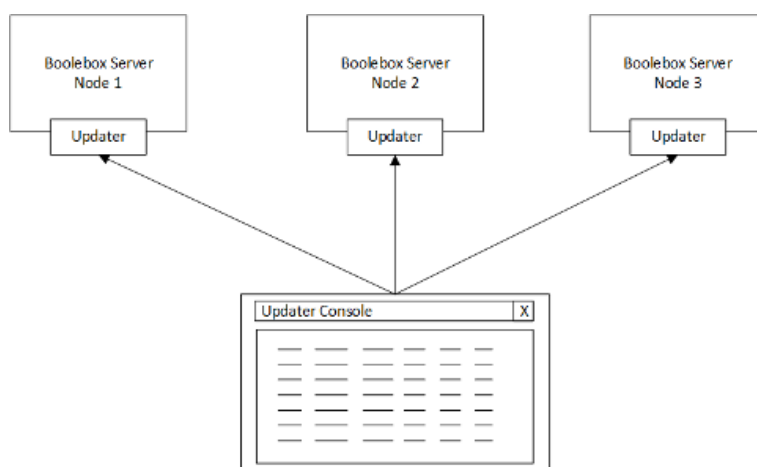 Boolebox Server
Node 1
Updater
Boolebox Server
Node 2
Updater
Boolebox Server
Node 3
Updater
Updater Console
X